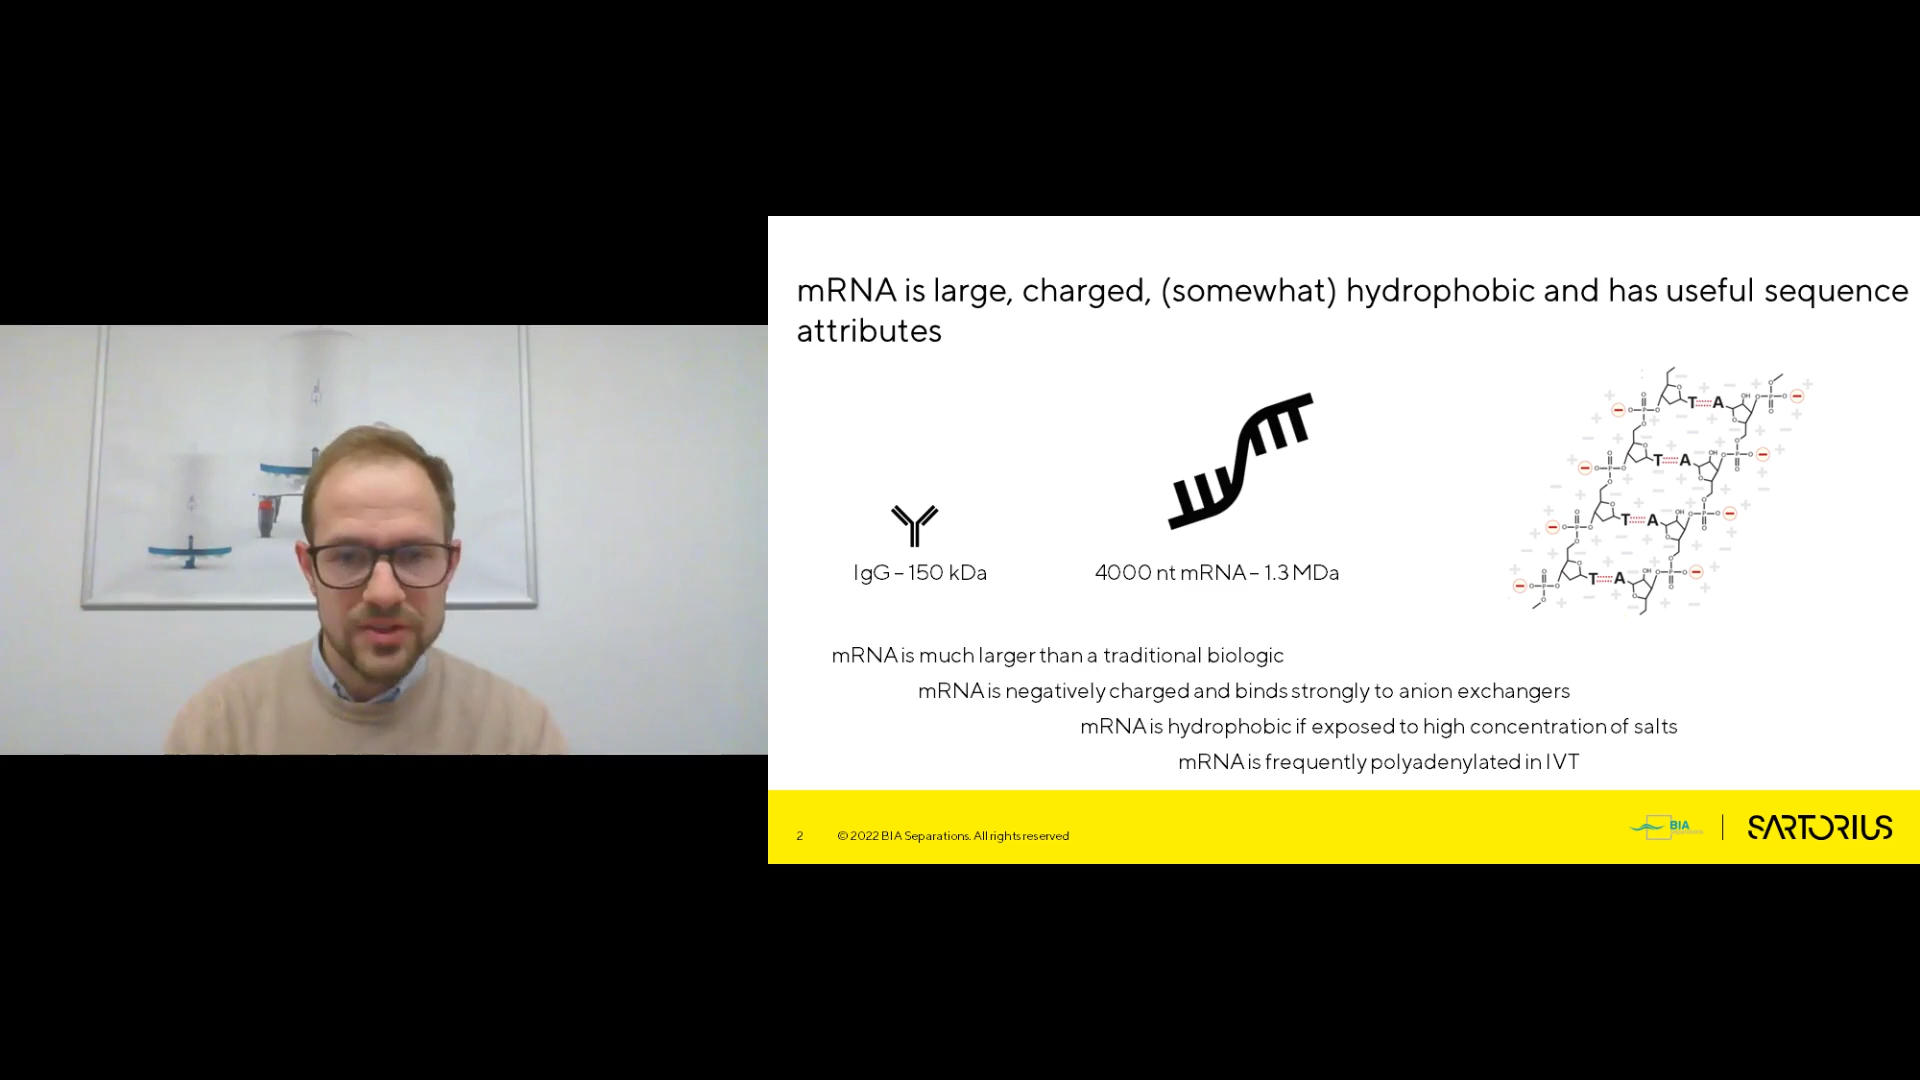 mRNA is large, charged, (somewhat) hydrophobic and has useful sequence
attributes
IgG – 150 kDa
4000 nt mRNA – 1.3 MDa
T A
T A
T A
T A
mRNA is much larger than a traditional biologic
mRNA is negatively charged and binds strongly to anion exchangers
mRNA is hydrophobic if exposed to high concentration of salts
mRNA is frequently polyadenylated in IVT
2 © 2022 BIA Separations. All rights reserved
BIA
SARTORIUS